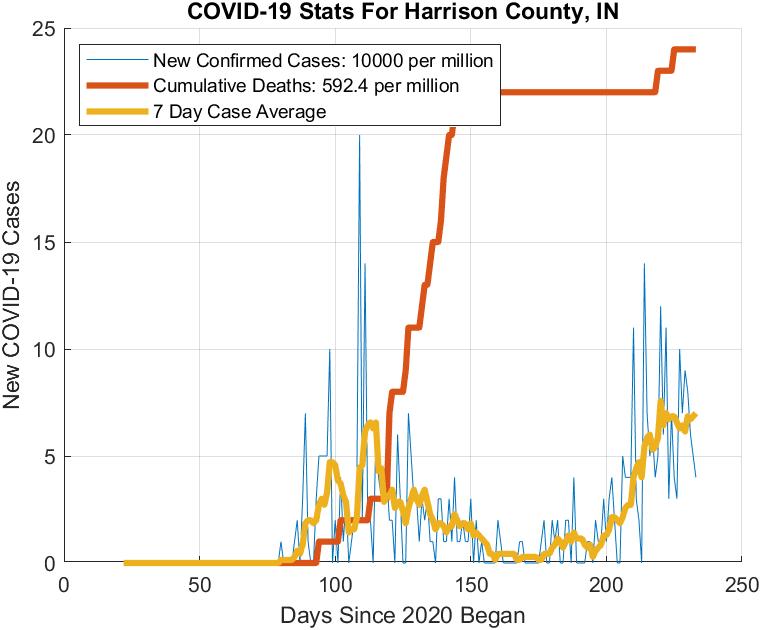 COVID-19 Stats For Harrison County, IN
New Confirmed Cases: 10000 per million
Cumulative Deaths: 592.4 per million
7 Day Case Average
New COVID-19 Cases
25
20
15
10
5
0
0 50 100 150 200 250
Days Since 2020 Began